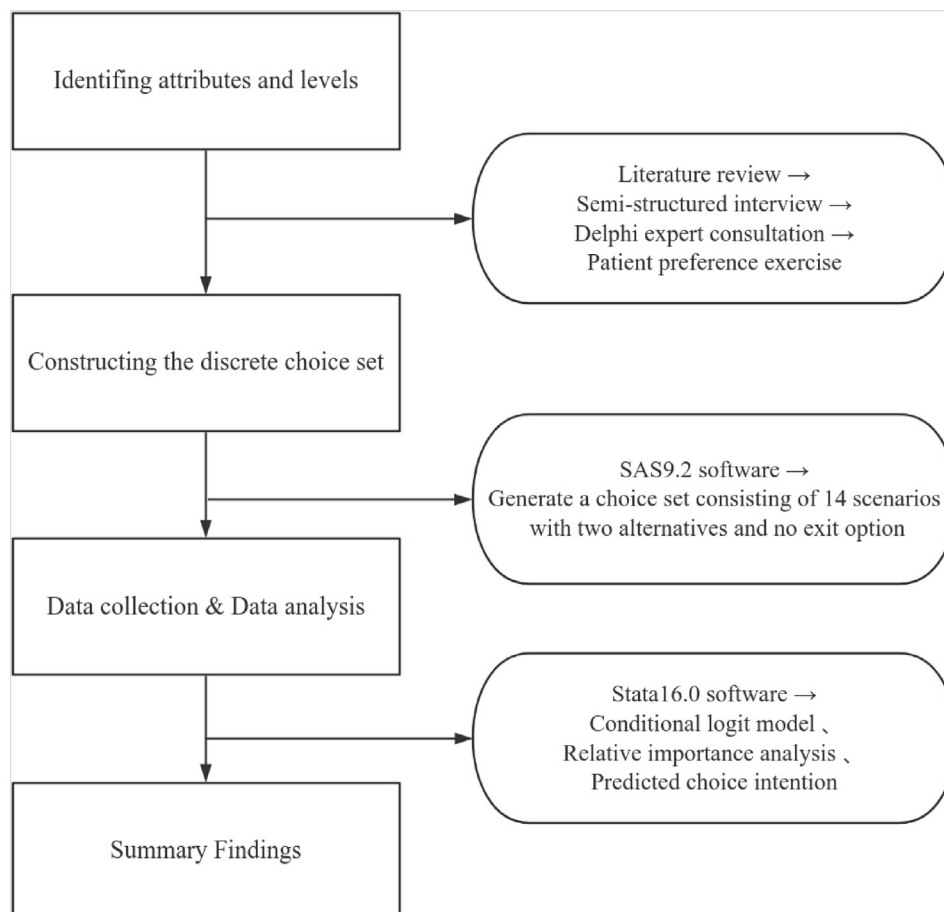 Identifing attributes and levels
Literature review →
Semi-structured interview →
Delphi expert consultation →
Patient preference exercise
Constructing the discrete choice set
SAS9.2 software →
Generate a choice set consisting of 14 scenarios
with two alternatives and no exit option
Data collection & Data analysis
Stata16.0 software →
Conditional logit model 、
Relative importance analysis 、
Predicted choice intention
Summary Findings